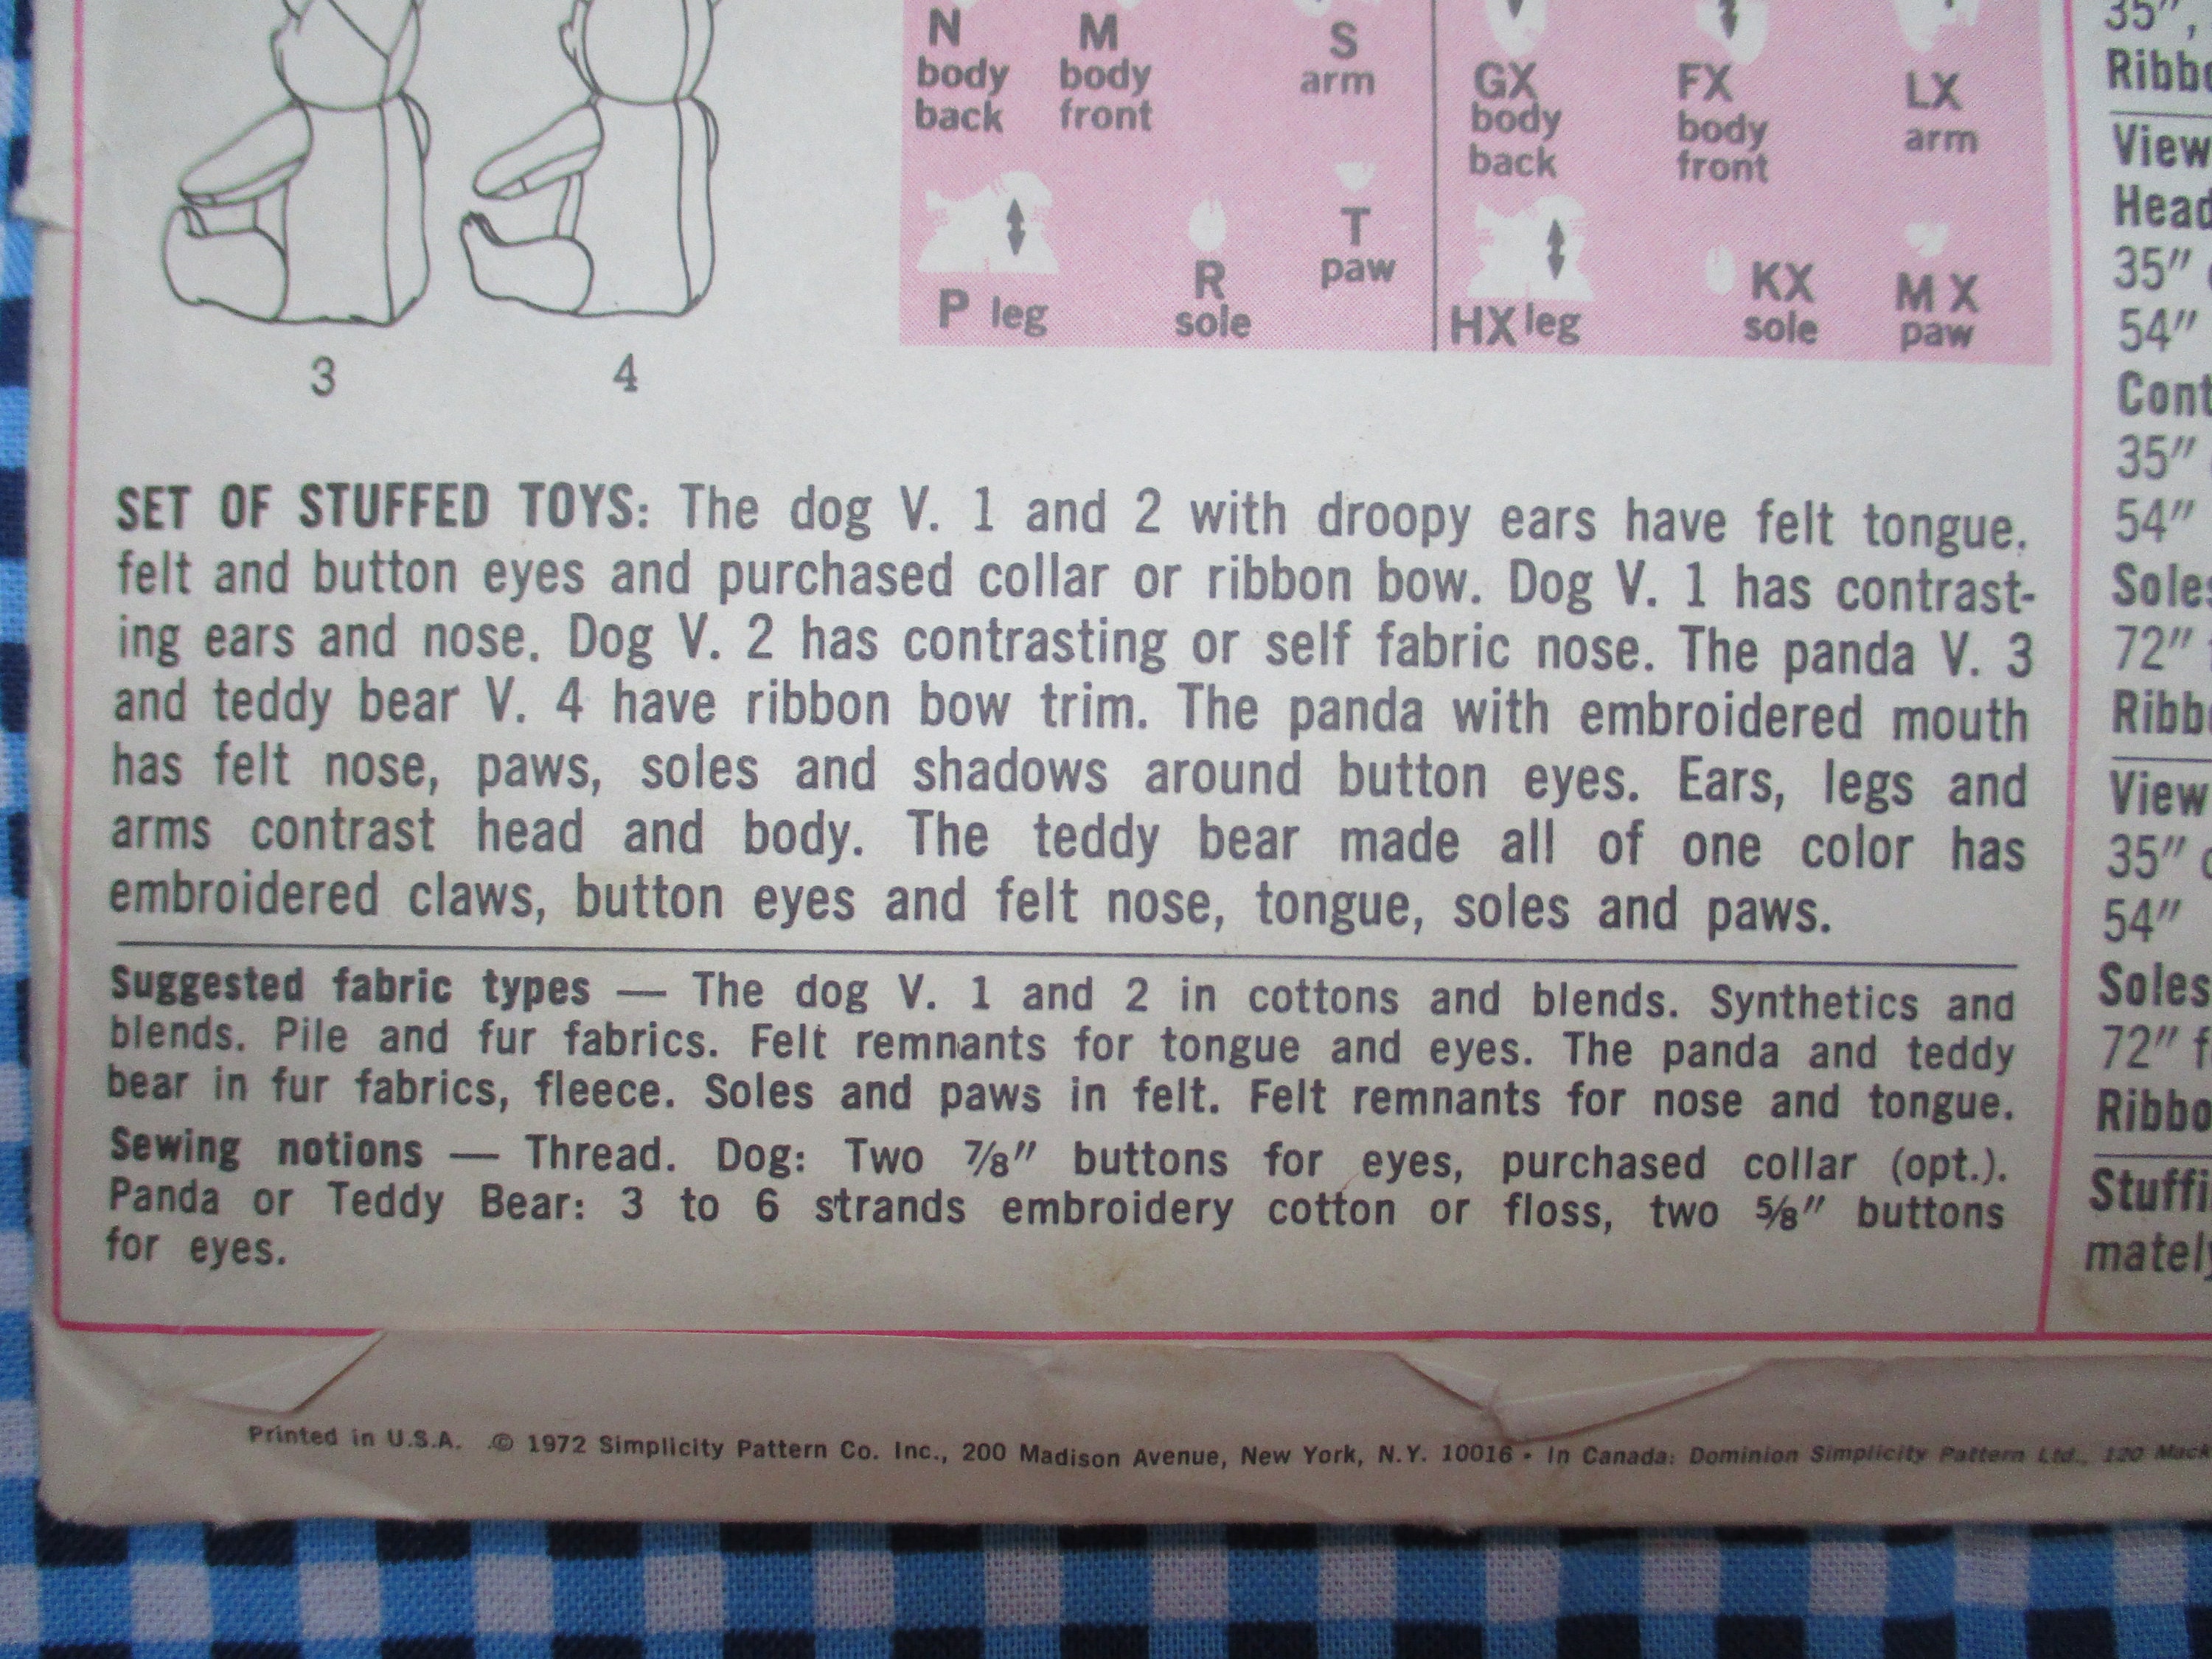 N
body
back
M
body
front
S
arm
GX
body
back
FX
body
front
LX
arm
P leg
R
sole
T
paw
HX leg
KX
sole
MX
paw
3
4
SET OF STUFFED TOYS: The dog V. 1 and 2 with droopy ears have felt tongue.
felt and button eyes and purchased collar or ribbon bow. Dog V. 1 has contrast-
ing ears and nose. Dog V. 2 has contrasting or self fabric nose. The panda V. 3
and teddy bear V. 4 have ribbon bow trim. The panda with embroidered mouth
has felt nose, paws, soles and shadows around button eyes. Ears, legs and
arms contrast head and body. The teddy bear made all of one color has
embroidered claws, button eyes and felt nose, tongue, soles and paws.
Suggested fabric types — The dog V. 1 and 2 in cottons and blends. Synthetics and
blends. Pile and fur fabrics. Felt remnants for tongue and eyes. The panda and teddy
bear in fur fabrics, fleece. Soles and paws in felt. Felt remnants for nose and tongue.
Sewing notions — Thread. Dog: Two 7/8" buttons for eyes, purchased collar (opt.).
Panda or Teddy Bear: 3 to 6 strands embroidery cotton or floss, two 5/8" buttons
for eyes.
35",
View
Head
35"
54"
35"
54"
72"
View
35"
54"
Soles
72" f
Printed in U.S.A. © 1972 Simplicity Pattern Co. Inc., 200 Madison Avenue, New York, N.Y. 10016 • In Canada: Dominion Simplicity Pattern Ltd., 120